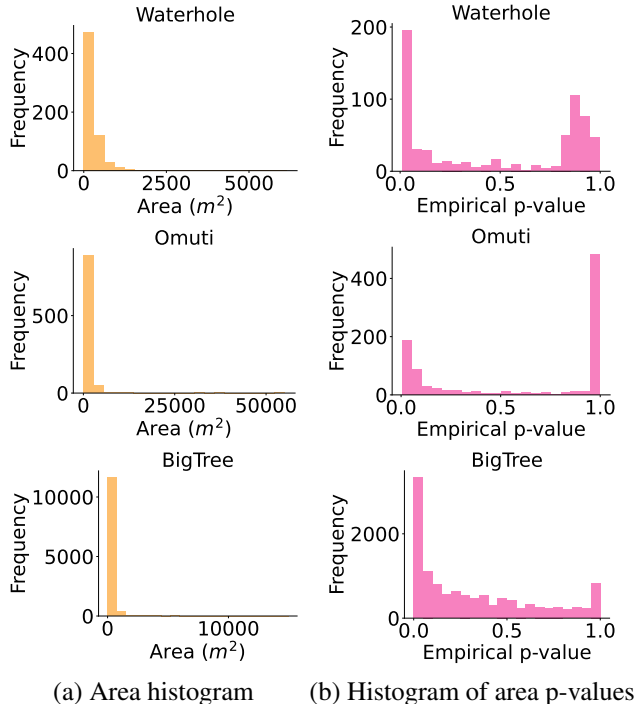 Waterhole
Frequency
400
200
0
0 2500 5000
Area (m²)
Waterhole
Frequency
200
100
0
0.0 0.5 1.0
Empirical p-value
Omuti
Frequency
500
0
0 25000 50000
Area (m²)
Omuti
Frequency
400
200
0
0.0 0.5 1.0
Empirical p-value
BigTree
Frequency
10000
5000
0
0 10000
Area (m²)
BigTree
Frequency
2000
0
0.0 0.5 1.0
Empirical p-value
(a) Area histogram
(b) Histogram of area p-values